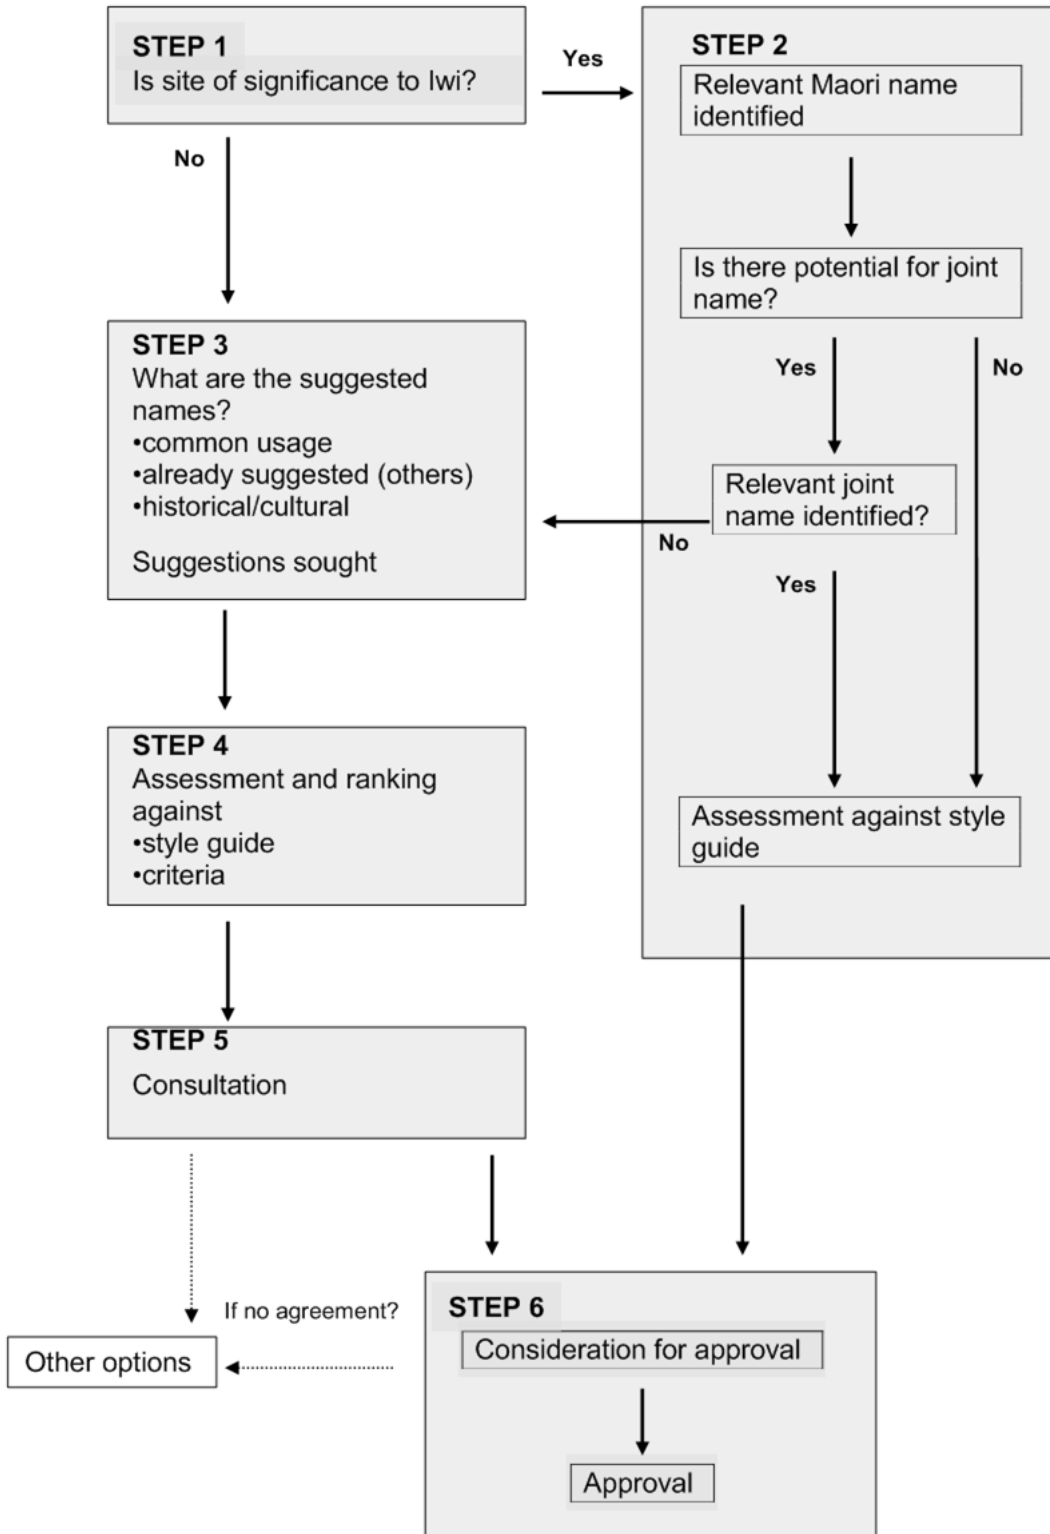 STEP 1
Is site of significance to Iwi?
Yes
No
STEP 2
Relevant Maori name
identified
Is there potential for joint
name?
Yes
No
Relevant joint
name identified?
No
Yes
Assessment against style
guide
STEP 3
What are the suggested
names?
•common usage
•already suggested (others)
•historical/cultural
Suggestions sought
STEP 4
Assessment and ranking
against
•style guide
•criteria
STEP 5
Consultation
If no agreement?
Other options
STEP 6
Consideration for approval
Approval